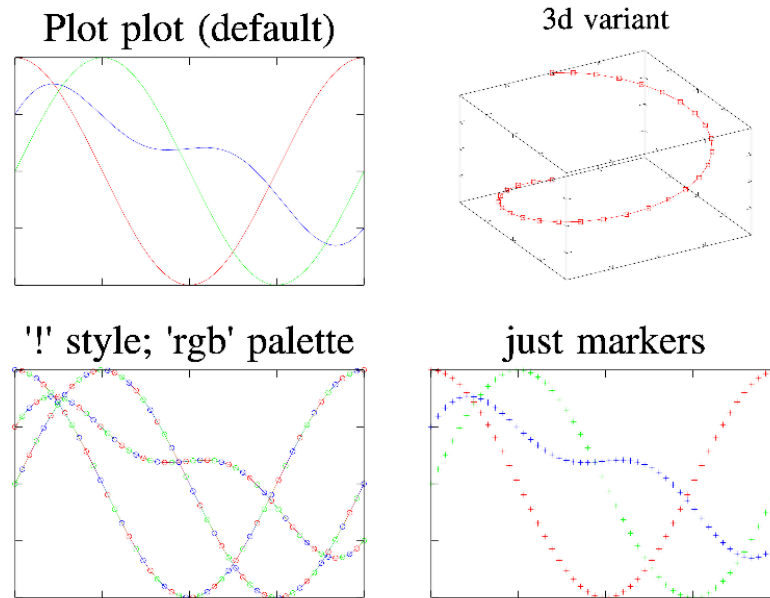 Plot plot (default)
3d variant
'!' style; 'rgb' palette
just markers